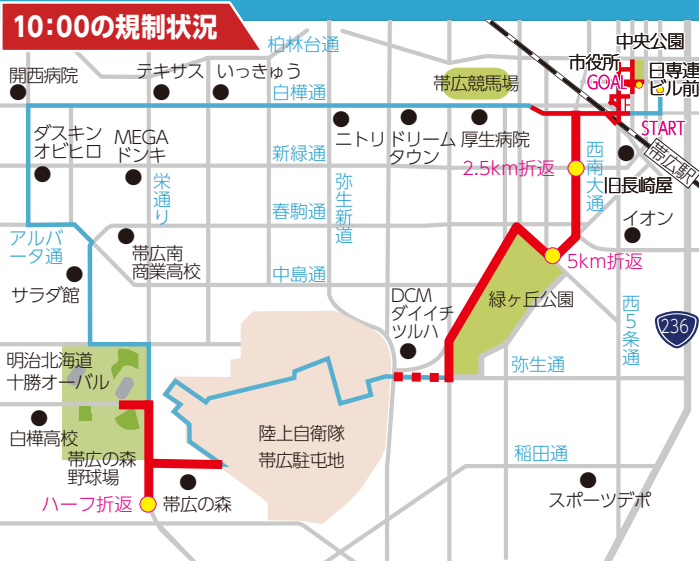 10:00の規制状況
柏林台通
中央公園
市役所
GOAL
日専連
ビル前
開西病院
テキサス
いっきゅう
帯広競馬場
白樺通
START
ダスキン
オビヒロ
MEGA
ドンキ
ニトリ
ドリーム
タウン
厚生病院
新緑通
2.5km折返
西南大通
帯広駅
旧長崎屋
栄通り
弥生新道
春駒通
イオン
アルバ
ータ通
帯広南
商業高校
5km折返
中島通
サラダ館
DCM
ダイイチ
ツルハ
緑ヶ丘公園
西5条通
236
明治北海道
十勝オーバル
弥生通
白樺高校
陸上自衛隊
帯広駐屯地
帯広の森
野球場
稲田通
ハーフ折返
帯広の森
スポーツデポ